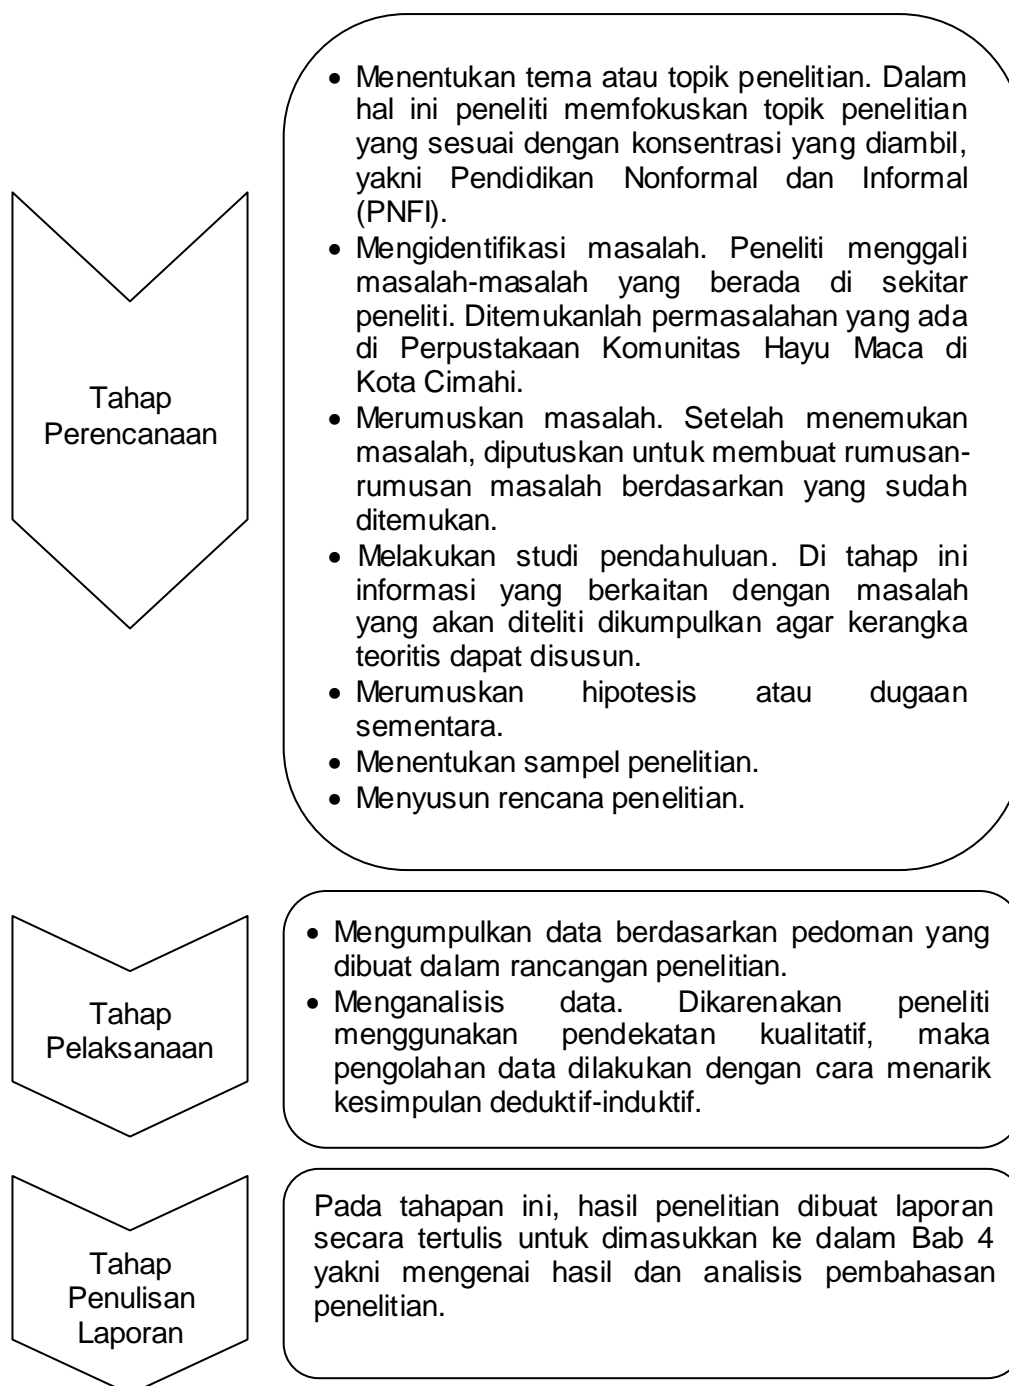 Tahap
Perencanaan
• Menentukan tema atau topik penelitian. Dalam
hal ini peneliti memfokuskan topik penelitian
yang sesuai dengan konsentrasi yang diambil,
yakni Pendidikan Nonformal dan Informal
(PNFI).
• Mengidentifikasi masalah. Peneliti menggali
masalah-masalah yang berada di sekitar
peneliti. Ditemukanlah permasalahan yang ada
di Perpustakaan Komunitas Hayu Maca di
Kota Cimahi.
• Merumuskan masalah. Setelah menemukan
masalah, diputuskan untuk membuat rumusan-
rumusan masalah berdasarkan yang sudah
ditemukan.
• Melakukan studi pendahuluan. Di tahap ini
informasi yang berkaitan dengan masalah
yang akan diteliti dikumpulkan agar kerangka
teoritis dapat disusun.
• Merumuskan hipotesis atau dugaan
sementara.
• Menentukan sampel penelitian.
• Menyusun rencana penelitian.
Tahap
Pelaksanaan
• Mengumpulkan data berdasarkan pedoman yang
dibuat dalam rancangan penelitian.
• Menganalisis data. Dikarenakan peneliti
menggunakan pendekatan kualitatif, maka
pengolahan data dilakukan dengan cara menarik
kesimpulan deduktif-induktif.
Tahap
Penulisan
Laporan
Pada tahapan ini, hasil penelitian dibuat laporan
secara tertulis untuk dimasukkan ke dalam Bab 4
yakni mengenai hasil dan analisis pembahasan
penelitian.